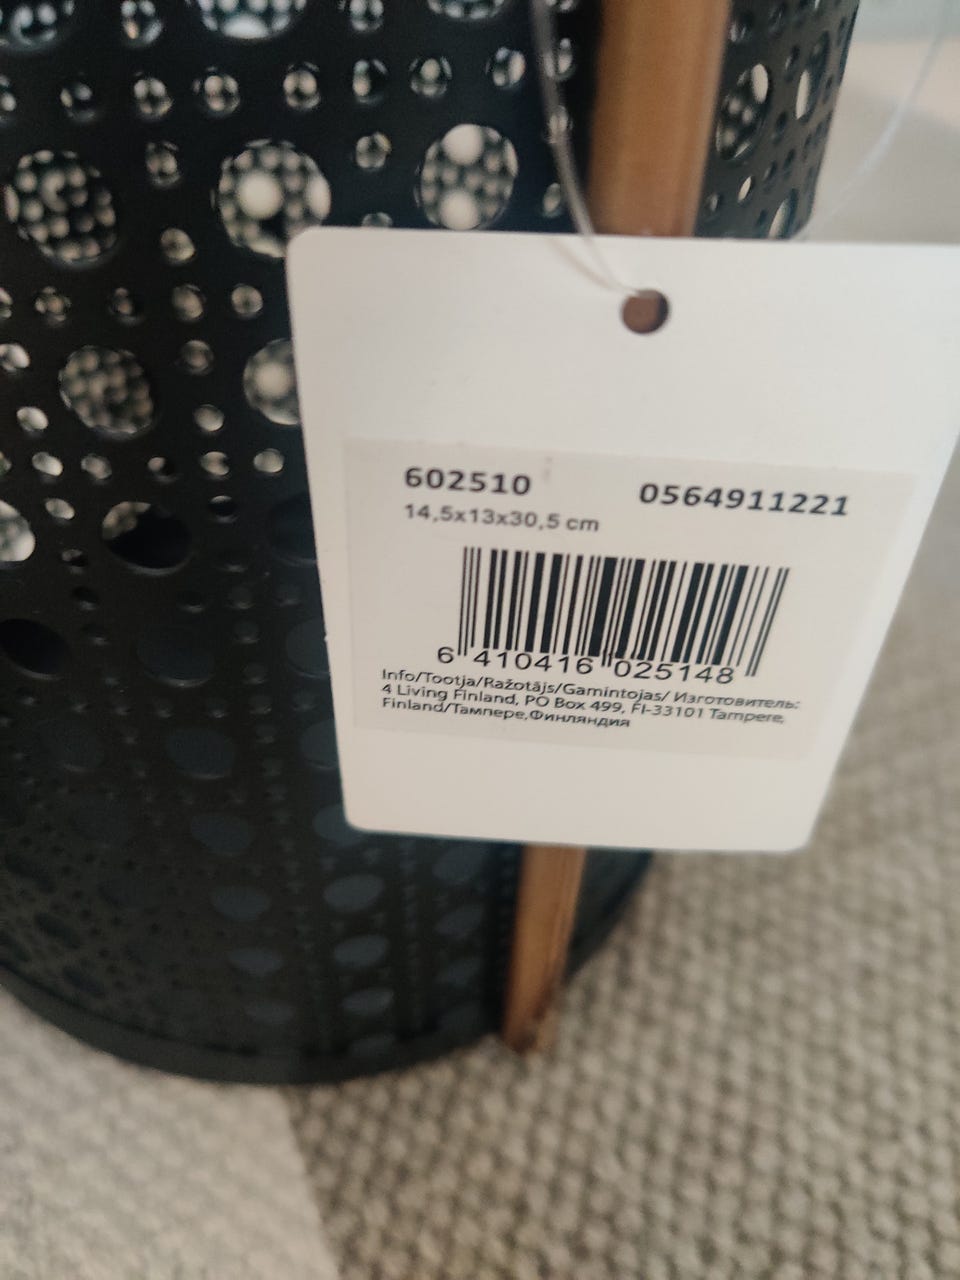 602510 0564911221
14,5x13x30,5 cm
6 410416 025148
Info/Tootja/Ražotājs/Gamintojas/ Изготовитель:
4 Living Finland, PO Box 499, FI-33101 Tampere,
Finland/Тампере,Финляндия